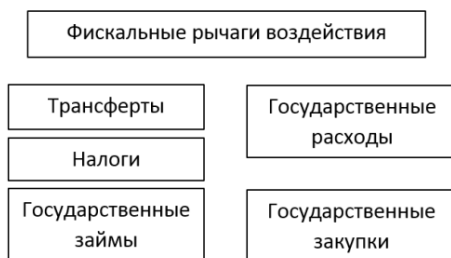 Фискальные рычаги воздействия
Трансферты
Налоги
Государственные
займы
Государственные
расходы
Государственные
закупки